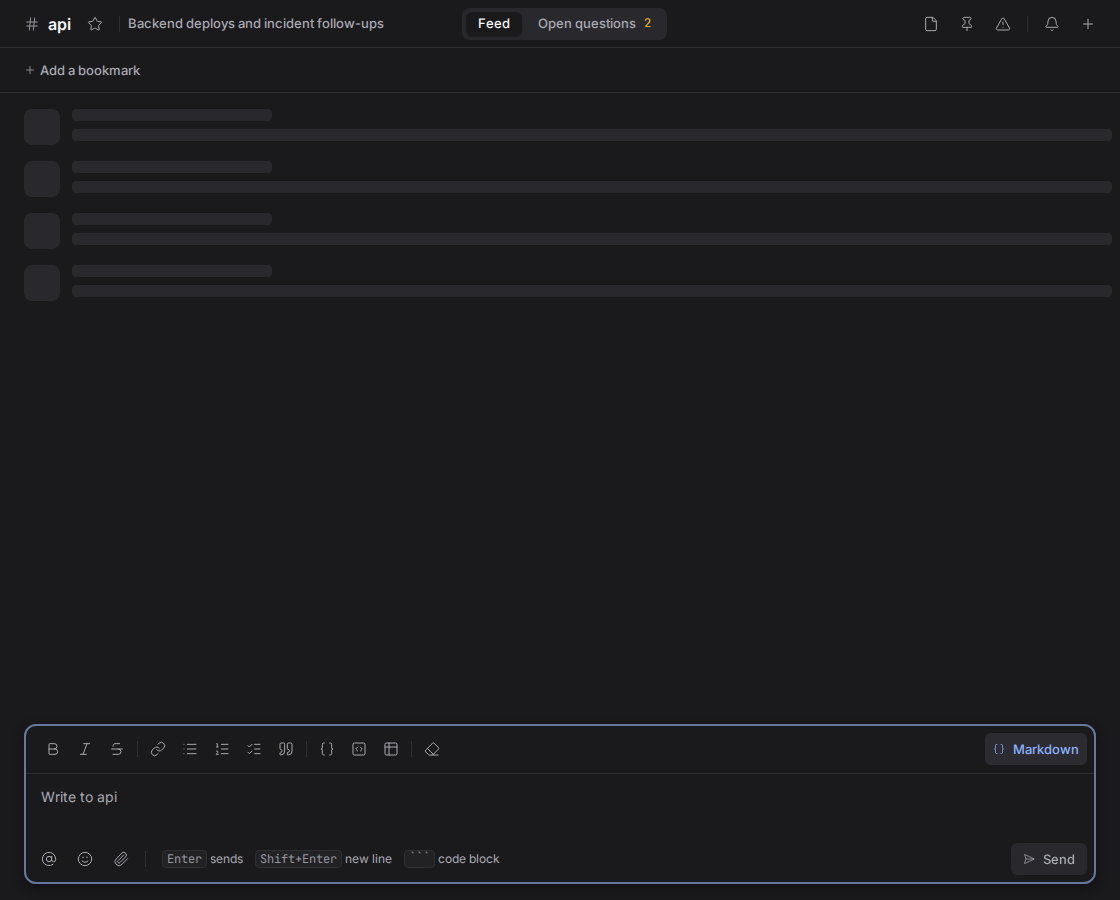 # api
Backend deploys and incident follow-ups
Feed
Open questions 2
+ Add a bookmark
Markdown
Write to api
Enter sends Shift+Enter new line ``` code block
Send